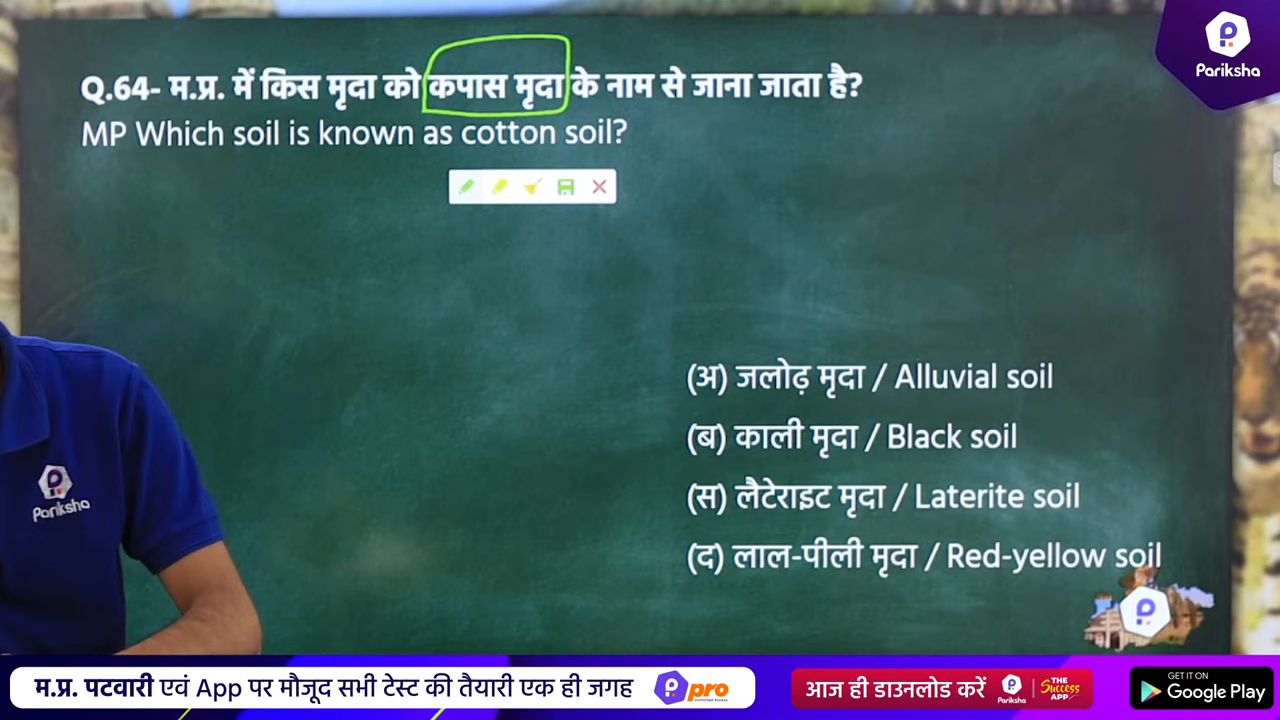 Pariksha
Q.64- म.प्र. में किस मृदा को कपास मृदा के नाम से जाना जाता है?
MP Which soil is known as cotton soil?
(अ) जलोढ़ मृदा / Alluvial soil
(ब) काली मृदा / Black soil
(स) लैटेराइट मृदा / Laterite soil
(द) लाल-पीली मृदा / Red-yellow soil
Pariksha
म.प्र. पटवारी एवं App पर मौजूद सभी टेस्ट की तैयारी एक ही जगह
pro
आज ही डाउनलोड करें
Pariksha
THE Success APP
GET IT ON
Google Play